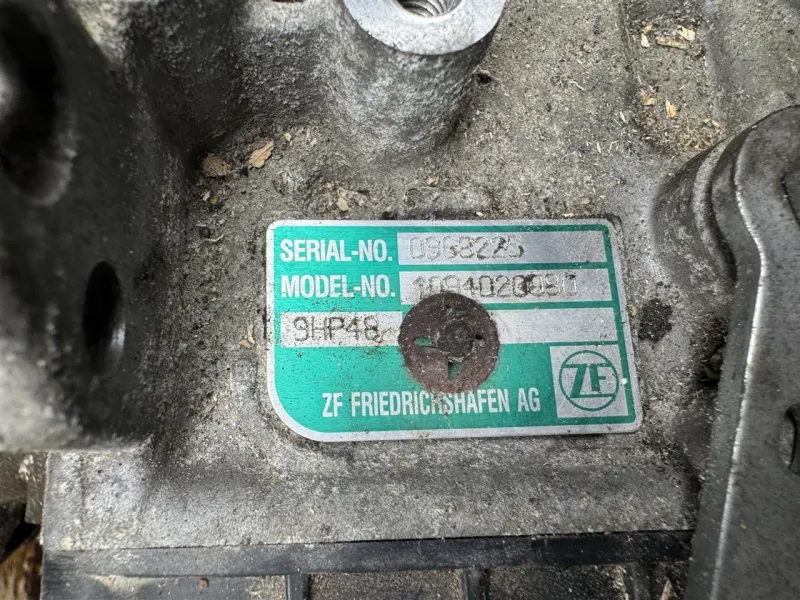 SERIAL-NO. 0968225
MODEL-NO. 1094020080
9HP48
ZF FRIEDRICHSHAFEN AG
ZF